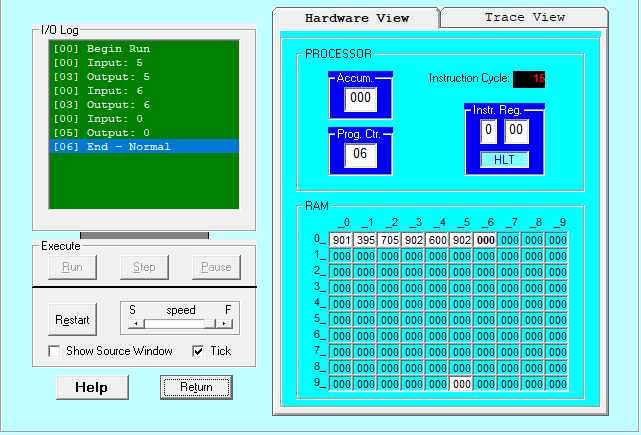 I/O Log
[00] Begin Run
[00] Input: 5
[03] Output: 5
[00] Input: 6
[03] Output: 6
[00] Input: 0
[05] Output: 0
[06] End - Normal
Execute
Run Step Pause
Restart
S speed F
Show Source Window Tick
Help Return
Hardware View Trace View
PROCESSOR
Accum.
000
Instruction Cycle: 15
Prog. Ctr.
06
Instr. Reg.
0 00
HLT
RAM
_0 _1 _2 _3 _4 _5 _6 _7 _8 _9
0_ 901 395 705 902 600 902 000 000 000 000
1_ 000 000 000 000 000 000 000 000 000 000
2_ 000 000 000 000 000 000 000 000 000 000
3_ 000 000 000 000 000 000 000 000 000 000
4_ 000 000 000 000 000 000 000 000 000 000
5_ 000 000 000 000 000 000 000 000 000 000
6_ 000 000 000 000 000 000 000 000 000 000
7_ 000 000 000 000 000 000 000 000 000 000
8_ 000 000 000 000 000 000 000 000 000 000
9_ 000 000 000 000 000 000 000 000 000 000